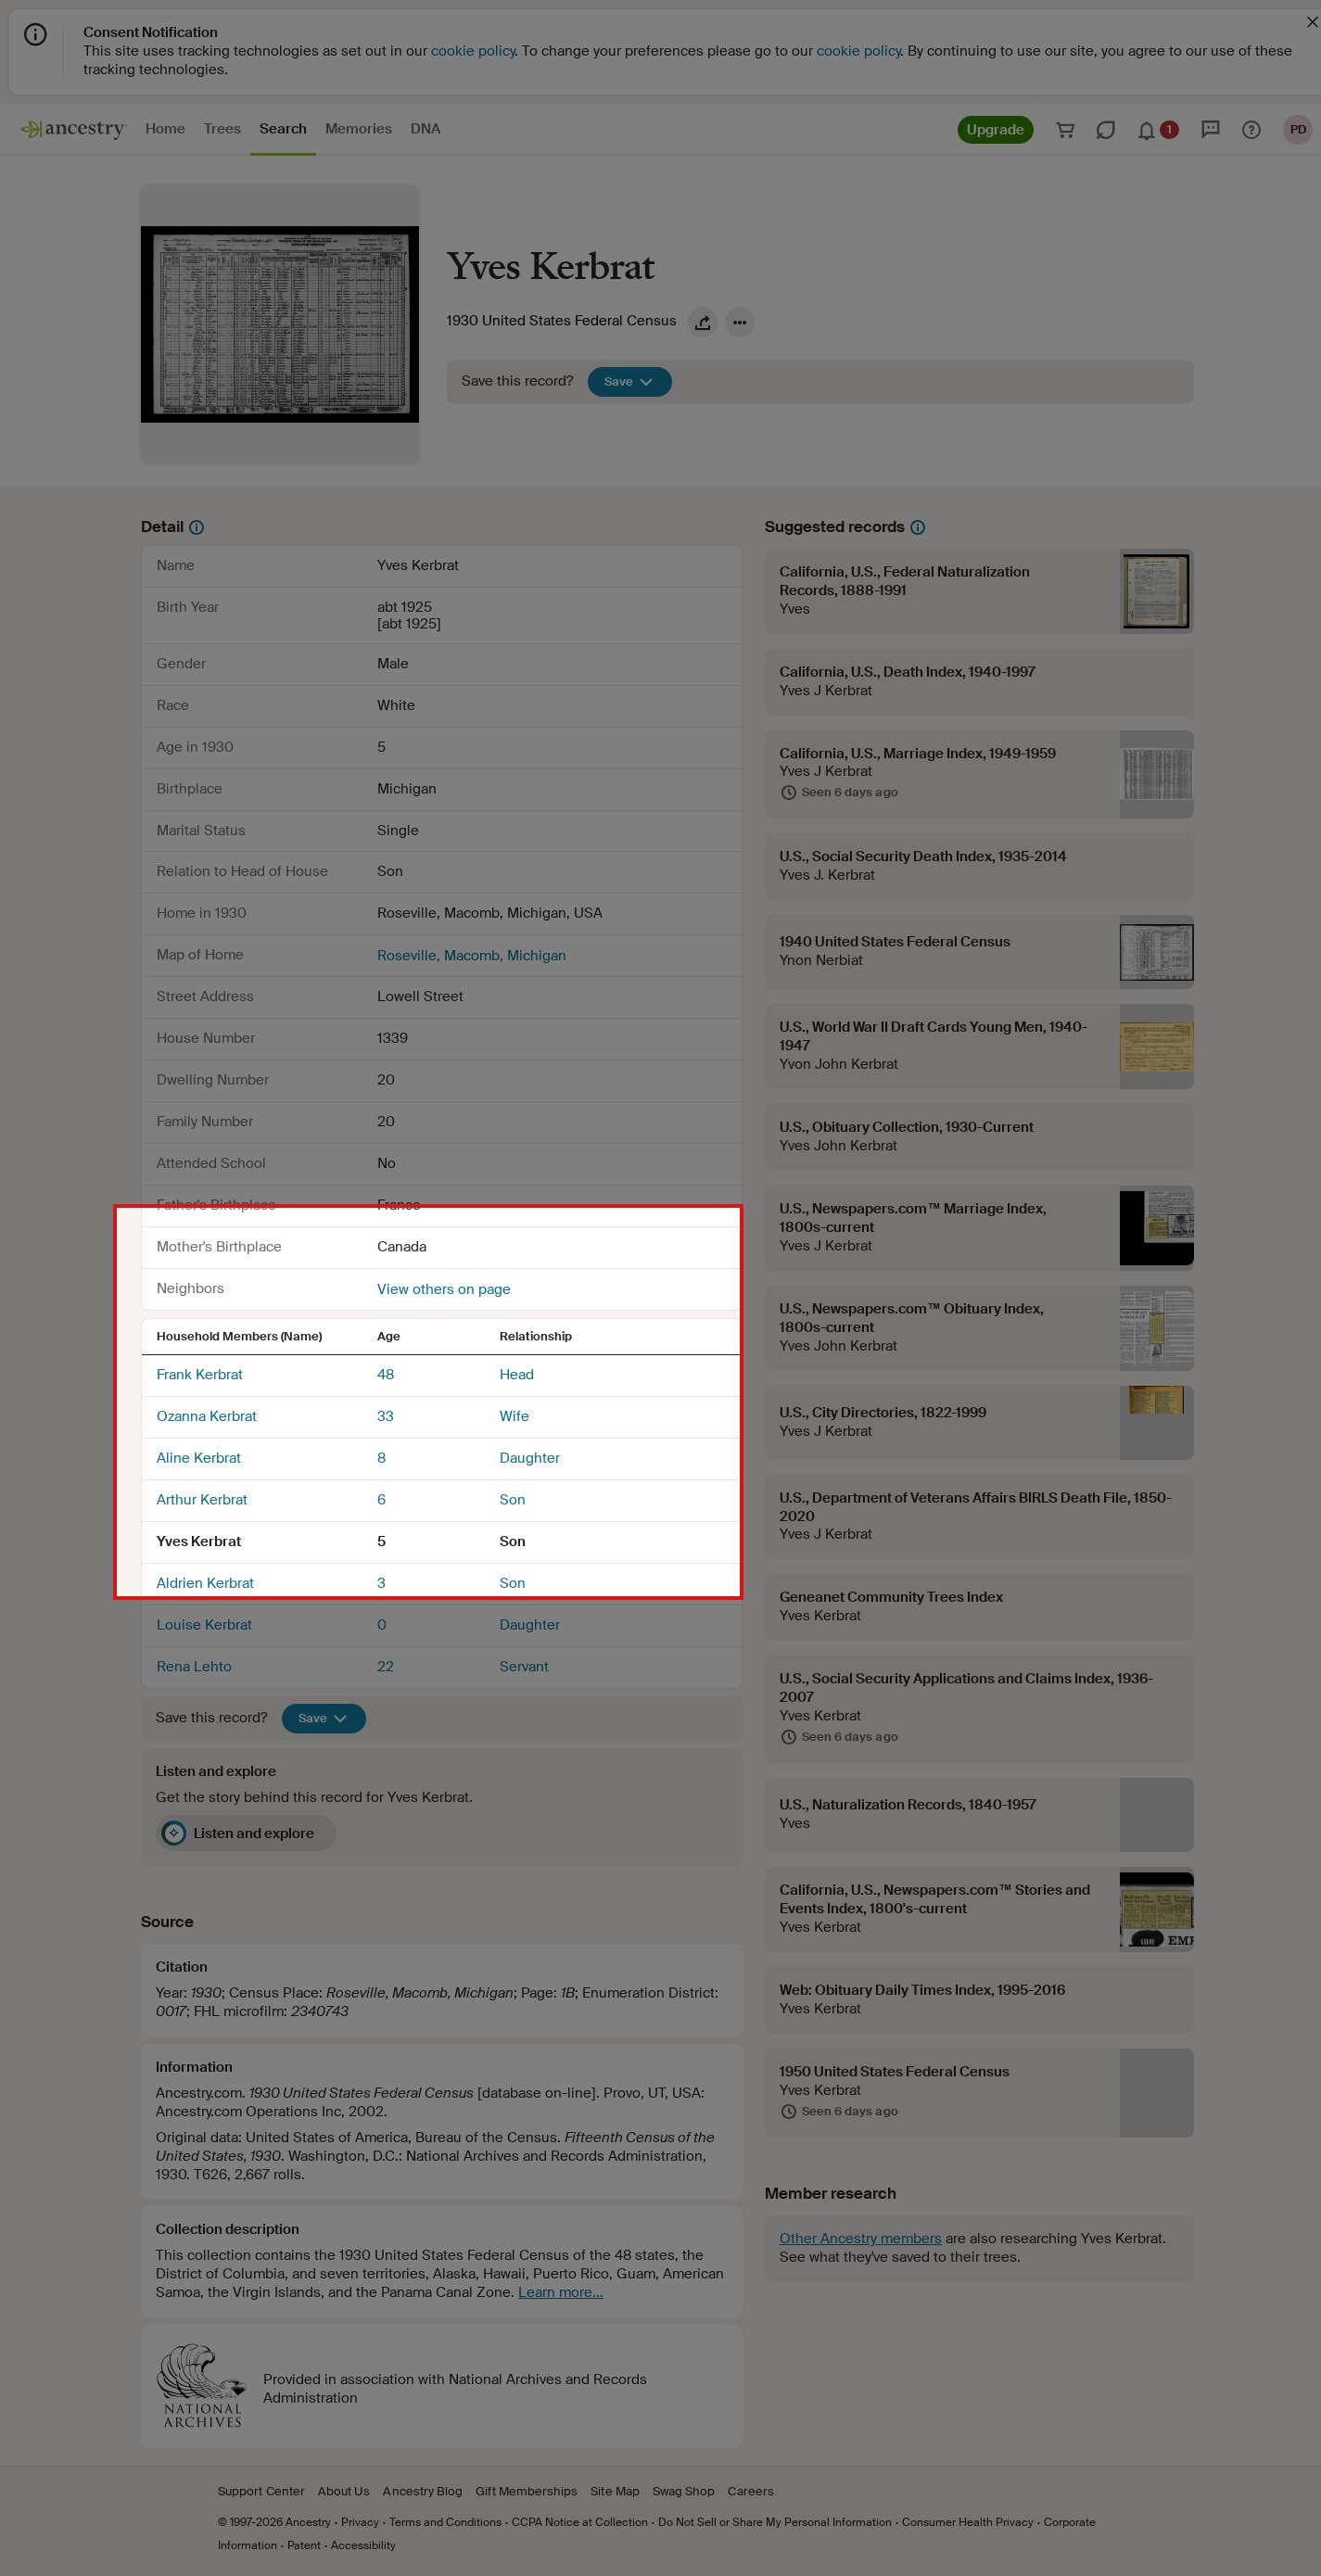 Consent Notification
This site uses tracking technologies as set out in our cookie policy. To change your preferences please go to our cookie policy. By continuing to use our site, you agree to our use of these
tracking technologies.
ancestry Home Trees Search Memories DNA Upgrade 1 PD
Yves Kerbrat
1930 United States Federal Census
Save this record? Save
Detail
Name Yves Kerbrat
Birth Year abt 1925
[abt 1925]
Gender Male
Race White
Age in 1930 5
Birthplace Michigan
Marital Status Single
Relation to Head of House Son
Home in 1930 Roseville, Macomb, Michigan, USA
Map of Home Roseville, Macomb, Michigan
Street Address Lowell Street
House Number 1339
Dwelling Number 20
Family Number 20
Attended School No
Father's Birthplace France
Mother's Birthplace Canada
Neighbors View others on page
Household Members (Name) Age Relationship
Frank Kerbrat 48 Head
Ozanna Kerbrat 33 Wife
Aline Kerbrat 8 Daughter
Arthur Kerbrat 6 Son
Yves Kerbrat 5 Son
Aldrien Kerbrat 3 Son
Louise Kerbrat 0 Daughter
Rena Lehto 22 Servant
Save this record? Save
Listen and explore
Get the story behind this record for Yves Kerbrat.
Listen and explore
Source
Citation
Year: 1930; Census Place: Roseville, Macomb, Michigan; Page: 1B; Enumeration District:
0017; FHL microfilm: 2340743
Information
Ancestry.com. 1930 United States Federal Census [database on-line]. Provo, UT, USA:
Ancestry.com Operations Inc, 2002.
Original data: United States of America, Bureau of the Census. Fifteenth Census of the
United States, 1930. Washington, D.C.: National Archives and Records Administration,
1930. T626, 2,667 rolls.
Collection description
This collection contains the 1930 United States Federal Census of the 48 states, the
District of Columbia, and seven territories, Alaska, Hawaii, Puerto Rico, Guam, American
Samoa, the Virgin Islands, and the Panama Canal Zone. Learn more...
NATIONAL
ARCHIVES
Provided in association with National Archives and Records
Administration
Suggested records
California, U.S., Federal Naturalization
Records, 1888-1991
Yves
California, U.S., Death Index, 1940-1997
Yves J Kerbrat
California, U.S., Marriage Index, 1949-1959
Yves J Kerbrat
Seen 6 days ago
U.S., Social Security Death Index, 1935-2014
Yves J. Kerbrat
1940 United States Federal Census
Ynon Nerbiat
U.S., World War II Draft Cards Young Men, 1940-
1947
Yvon John Kerbrat
U.S., Obituary Collection, 1930-Current
Yves John Kerbrat
U.S., Newspapers.com™ Marriage Index,
1800s-current
Yves J Kerbrat
U.S., Newspapers.com™ Obituary Index,
1800s-current
Yves John Kerbrat
U.S., City Directories, 1822-1999
Yves J Kerbrat
U.S., Department of Veterans Affairs BIRLS Death File, 1850-
2020
Yves J Kerbrat
Geneanet Community Trees Index
Yves Kerbrat
U.S., Social Security Applications and Claims Index, 1936-
2007
Yves Kerbrat
Seen 6 days ago
U.S., Naturalization Records, 1840-1957
Yves
California, U.S., Newspapers.com™ Stories and
Events Index, 1800's-current
Yves Kerbrat
Web: Obituary Daily Times Index, 1995-2016
Yves Kerbrat
1950 United States Federal Census
Yves Kerbrat
Seen 6 days ago
Member research
Other Ancestry members are also researching Yves Kerbrat.
See what they've saved to their trees.
Support Center About Us Ancestry Blog Gift Memberships Site Map Swag Shop Careers
© 1997-2026 Ancestry • Privacy • Terms and Conditions • CCPA Notice at Collection • Do Not Sell or Share My Personal Information • Consumer Health Privacy • Corporate
Information • Patent • Accessibility